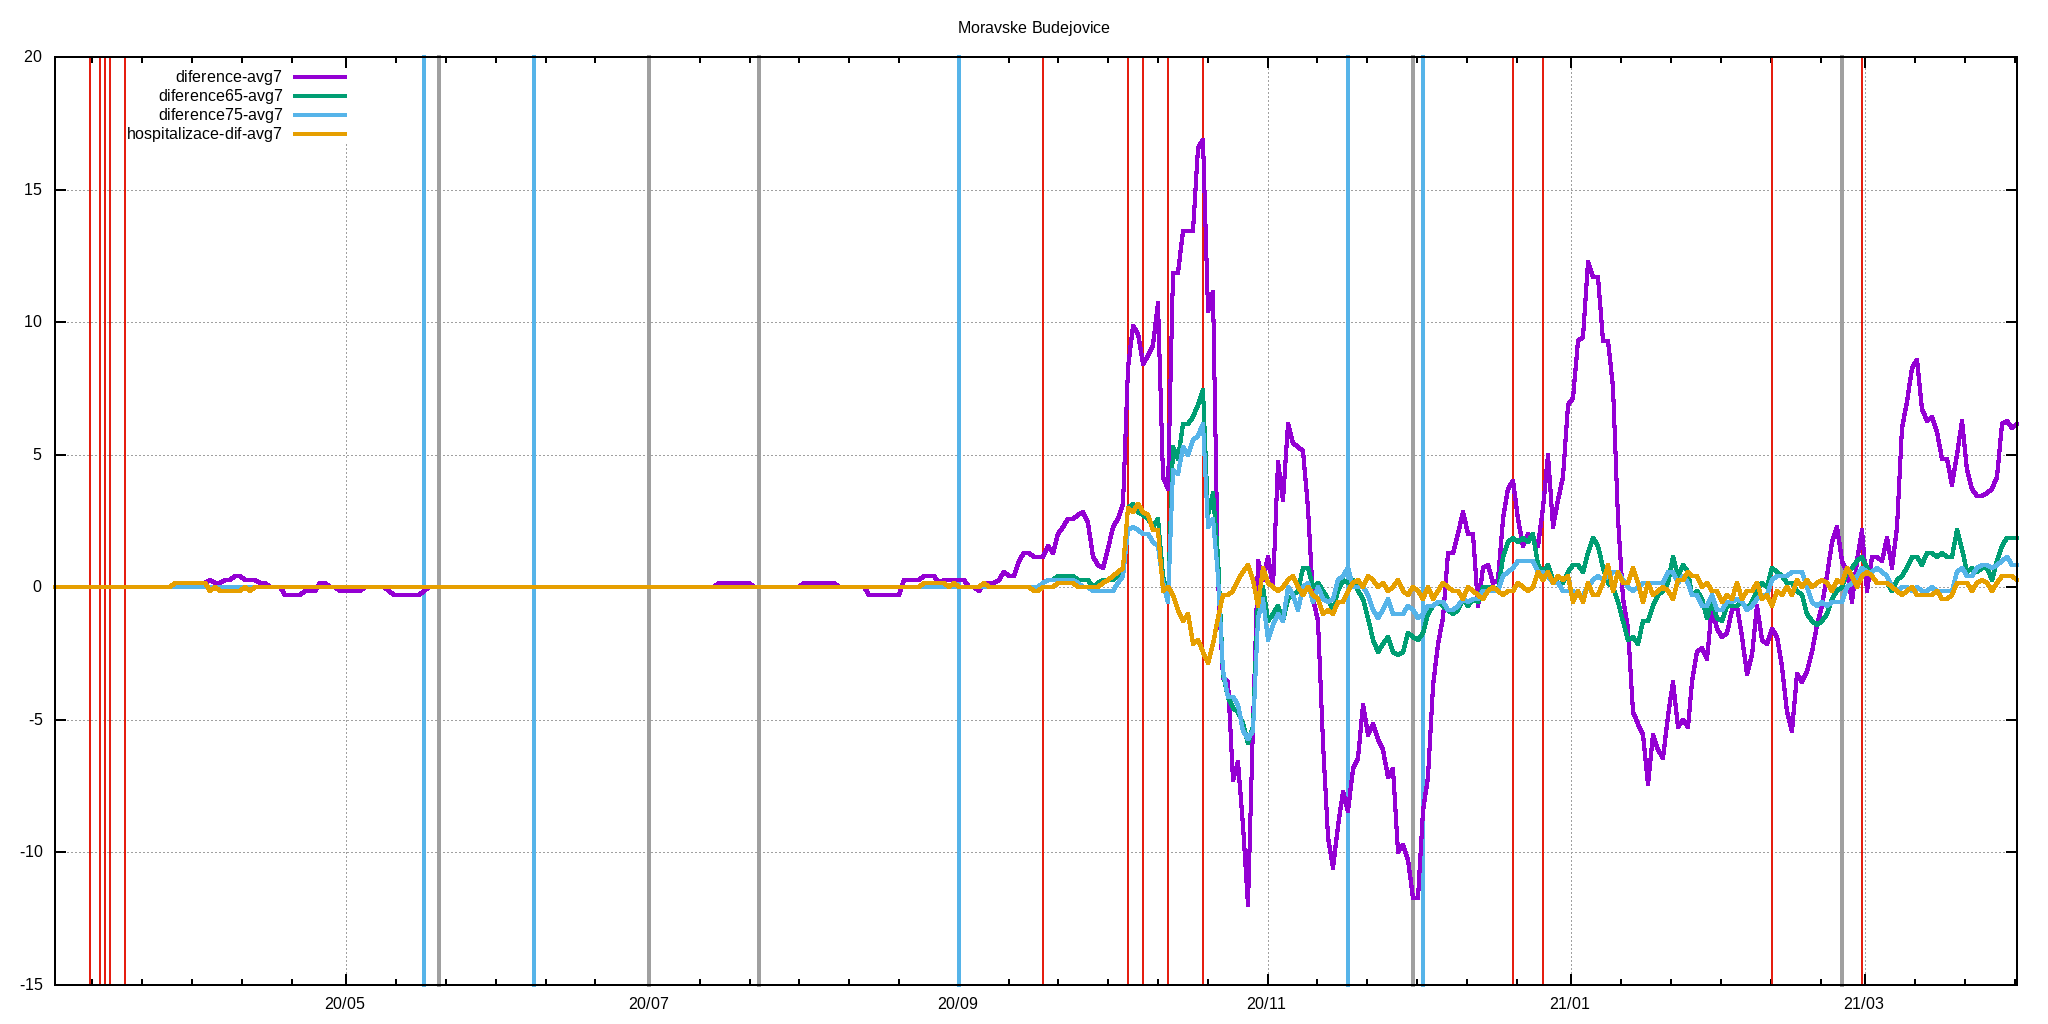 Moravske Budejovice
20
15
10
5
0
-5
-10
-15
diference-avg7
diference65-avg7
diference75-avg7
hospitalizace-dif-avg7
20/05
20/07
20/09
20/11
21/01
21/03